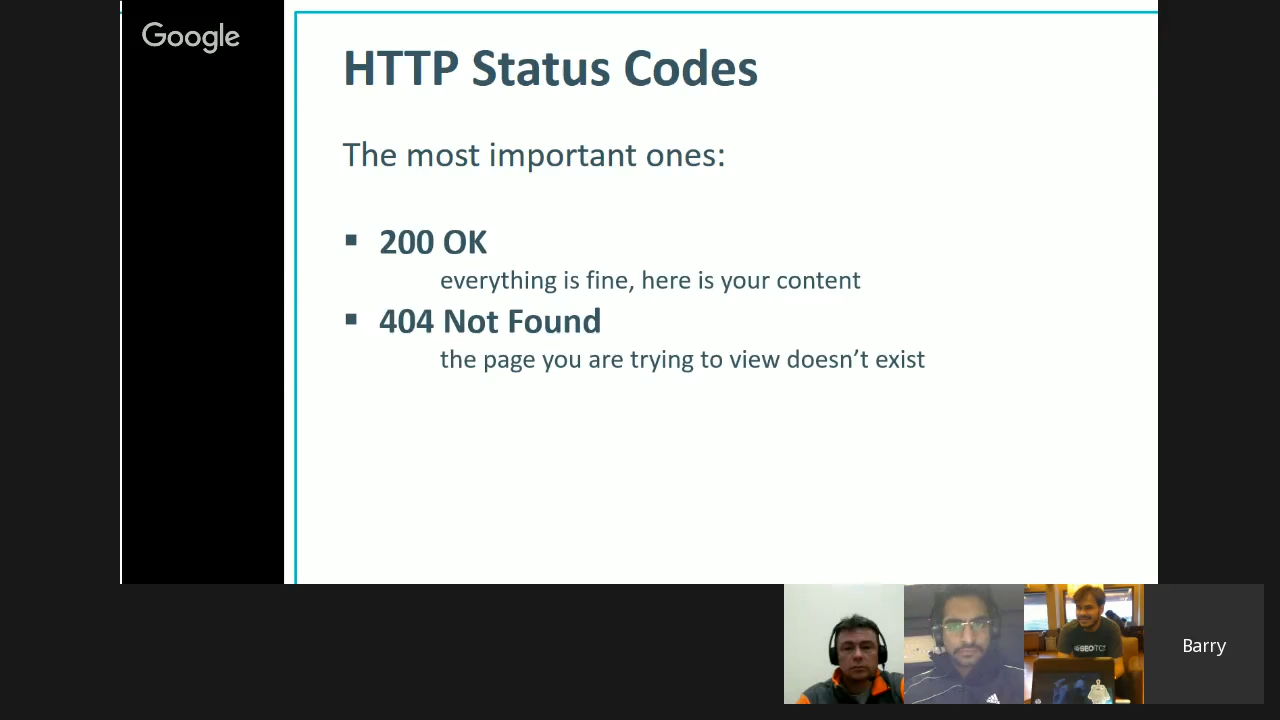 Google
HTTP Status Codes
The most important ones:
▪ 200 OK
everything is fine, here is your content
▪ 404 Not Found
the page you are trying to view doesn’t exist
Barry